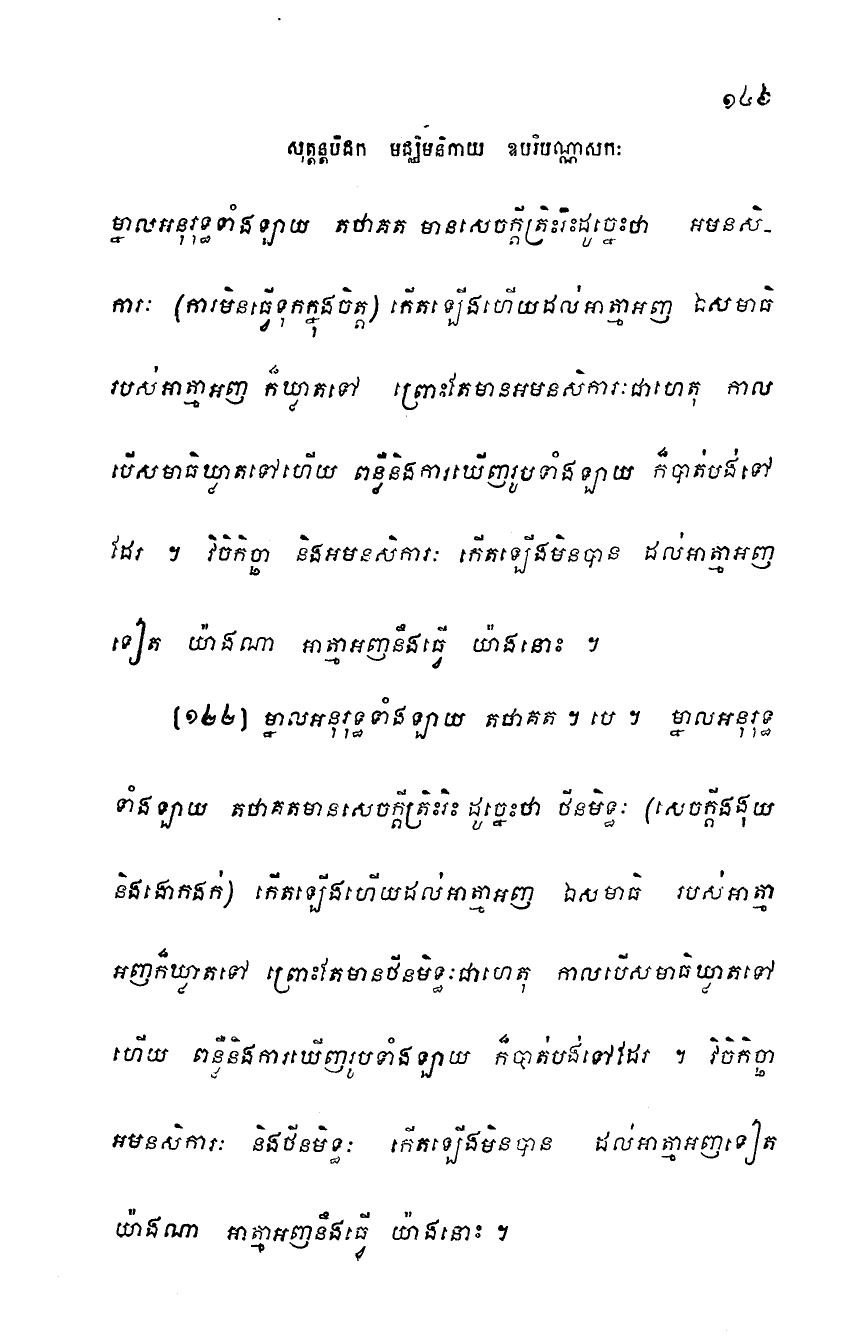 ១៤៦
សុត្តន្តបិដក មជ្ឈិមនិកាយ ឧបរិបណ្ណាសកៈ
ម្នាលអនុរុទ្ធទាំងឡាយ តថាគត មានសេចក្តីត្រិះរិះដូច្នេះថា អមនសិ-
ការៈ (ការមិនធ្វើទុកក្នុងចិត្ត) កើតឡើងហើយដល់អាត្មាអញ ឯសមាធិ
របស់អាត្មាអញ ក៏ឃ្លាតទៅ ព្រោះតែមានអមនសិការៈជាហេតុ កាល
បើសមាធិឃ្លាតទៅហើយ ពន្លឺនិងការឃើញរូបទាំងឡាយ ក៏បាត់បង់ទៅ
ដែរ ។ វិចិកិច្ឆា និងអមនសិការៈ កើតឡើងមិនបាន ដល់អាត្មាអញ
ទៀត យ៉ាងណា អាត្មាអញនឹងធ្វើ យ៉ាងនោះ ។
(១៤៤) ម្នាលអនុរុទ្ធទាំងឡាយ តថាគត ។ បេ ។ ម្នាលអនុរុទ្ធ
ទាំងឡាយ តថាគតមានសេចក្តីត្រិះរិះ ដូច្នេះថា ថីនមិទ្ធៈ (សេចក្តីងងុយ
និងងោកងក់) កើតឡើងហើយដល់អាត្មាអញ ឯសមាធិ របស់អាត្មា
អញក៏ឃ្លាតទៅ ព្រោះតែមានថីនមិទ្ធៈជាហេតុ កាលបើសមាធិឃ្លាតទៅ
ហើយ ពន្លឺនិងការឃើញរូបទាំងឡាយ ក៏បាត់បង់ទៅដែរ ។ វិចិកិច្ឆា
អមនសិការៈ និងថីនមិទ្ធៈ កើតឡើងមិនបាន ដល់អាត្មាអញទៀត
យ៉ាងណា អាត្មាអញនឹងធ្វើ យ៉ាងនោះ ។